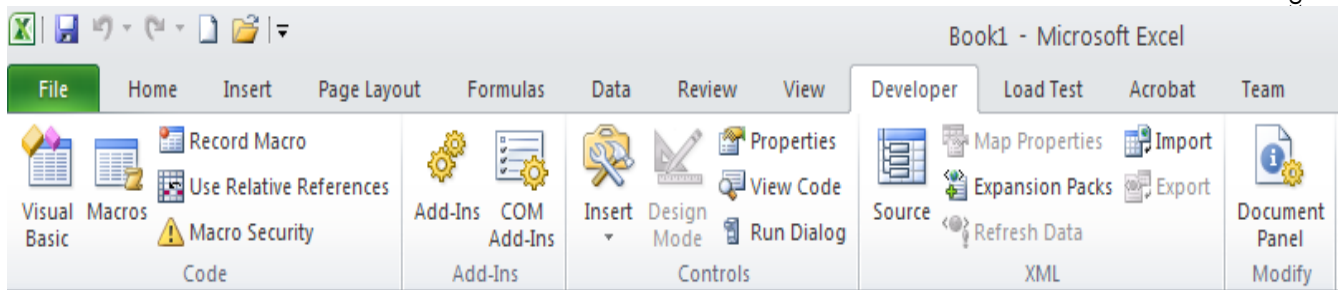 Book1 - Microsoft Excel
File Home Insert Page Layout Formulas Data Review View Developer Load Test Acrobat Team
Visual Basic
Macros
Record Macro
Use Relative References
Macro Security
Code
Add-Ins
COM Add-Ins
Add-Ins
Insert
Design Mode
Properties
View Code
Run Dialog
Controls
Source
Map Properties
Expansion Packs
Refresh Data
Import
Export
XML
Document Panel
Modify